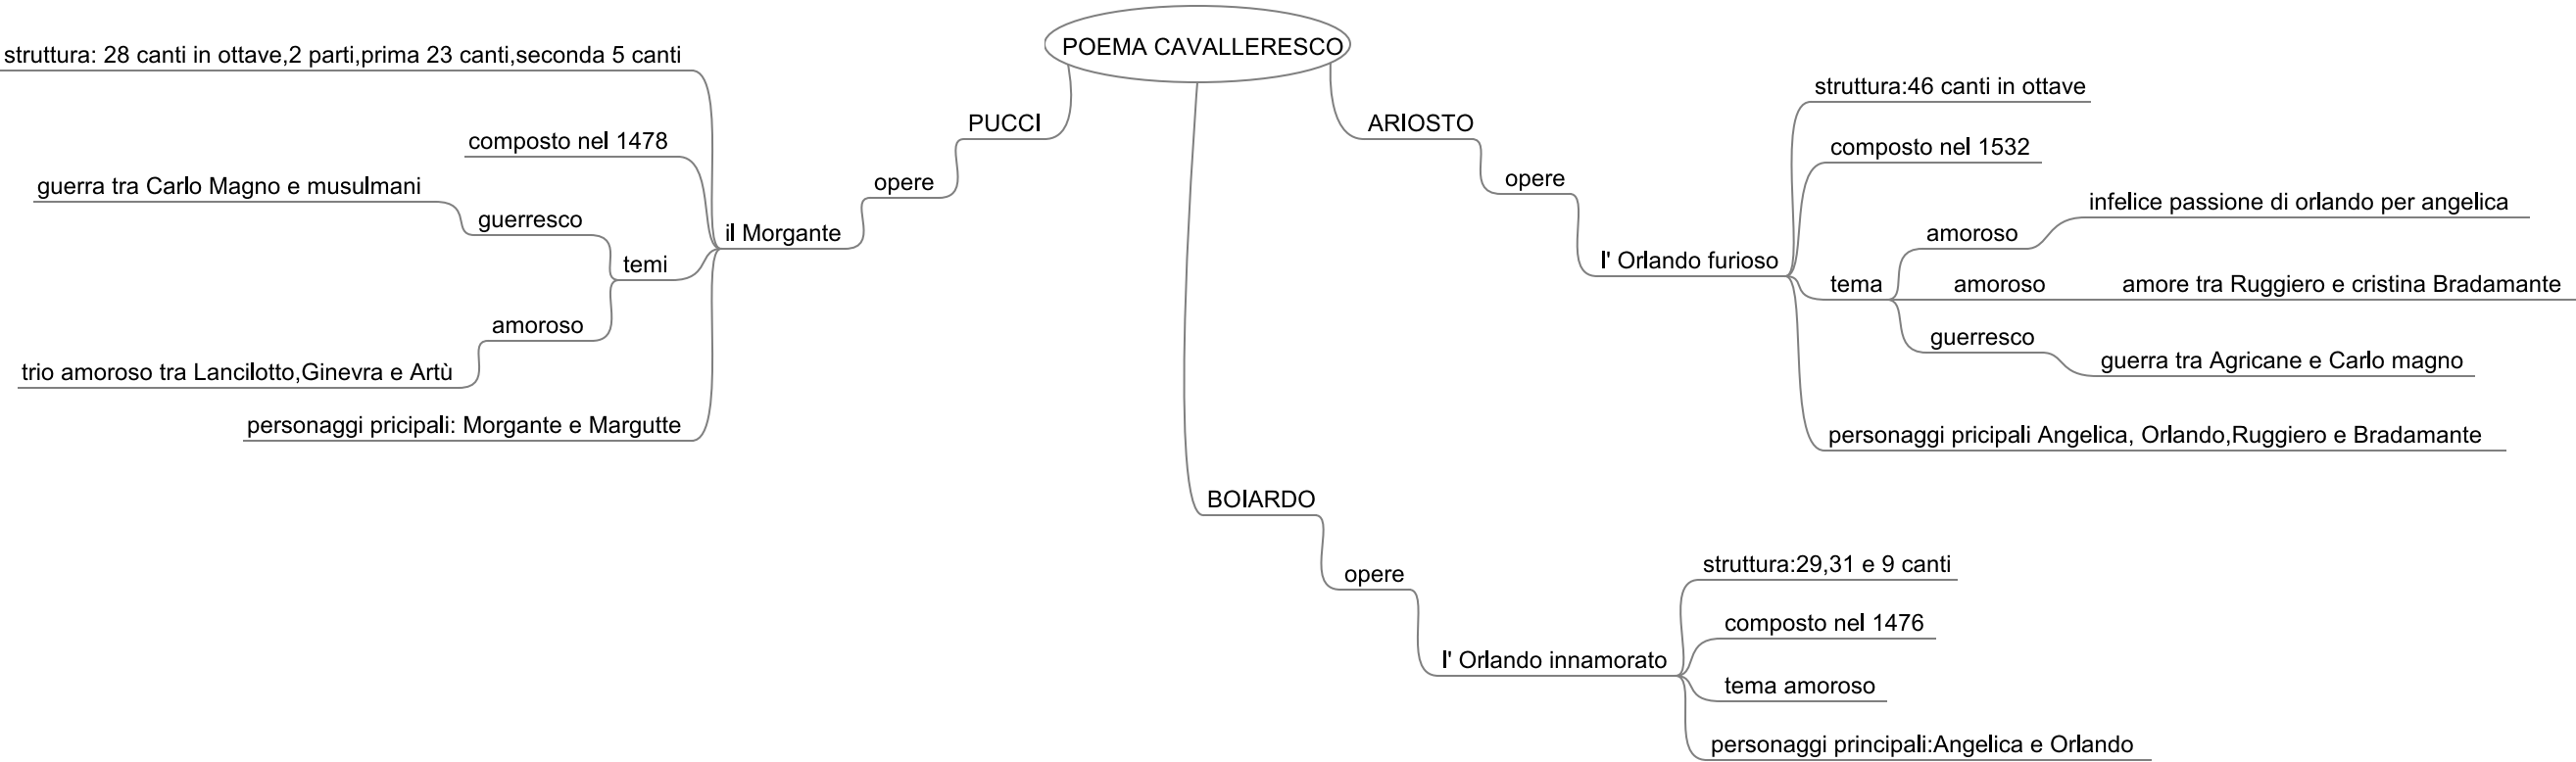 POEMA CAVALLERESCO
PUCCI
opere
il Morgante
struttura: 28 canti in ottave,2 parti,prima 23 canti,seconda 5 canti
composto nel 1478
temi
guerresco
guerra tra Carlo Magno e musulmani
amoroso
trio amoroso tra Lancilotto,Ginevra e Artù
personaggi pricipali: Morgante e Margutte
ARIOSTO
opere
l' Orlando furioso
struttura:46 canti in ottave
composto nel 1532
tema
amoroso
infelice passione di orlando per angelica
amoroso
amore tra Ruggiero e cristina Bradamante
guerresco
guerra tra Agricane e Carlo magno
personaggi pricipali Angelica, Orlando,Ruggiero e Bradamante
BOIARDO
opere
l' Orlando innamorato
struttura:29,31 e 9 canti
composto nel 1476
tema amoroso
personaggi principali:Angelica e Orlando